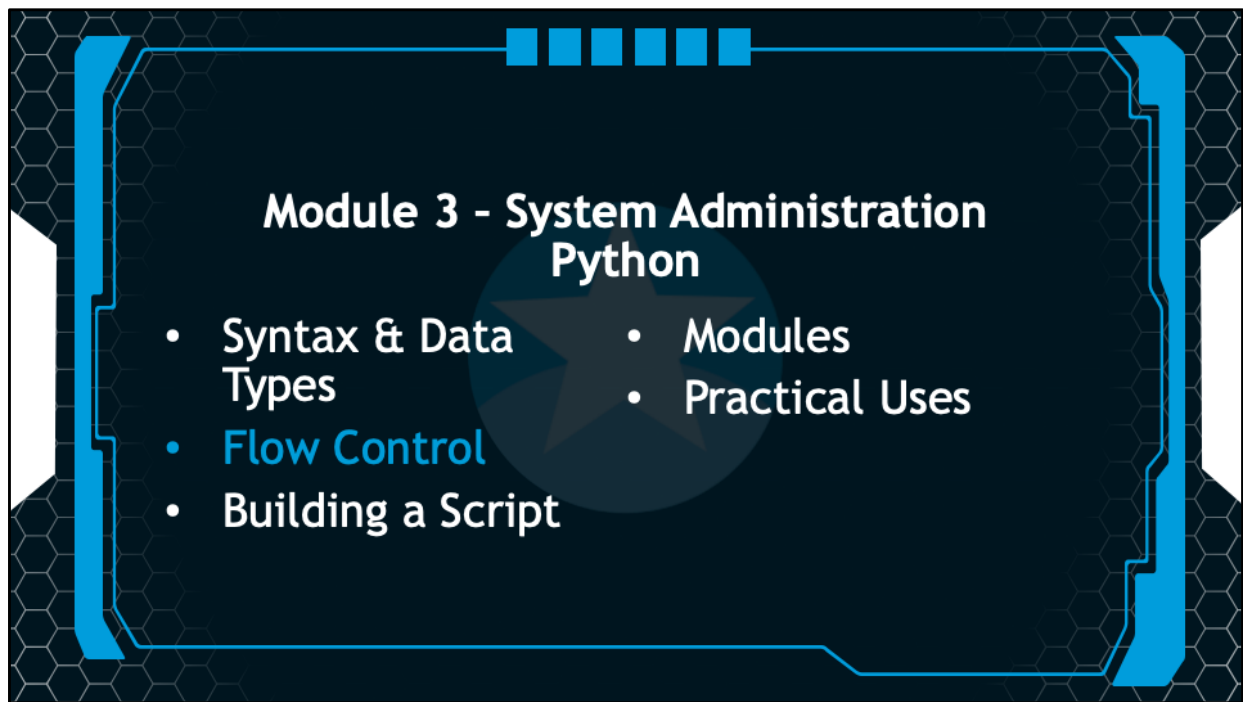 Module 3 – System Administration
Python
• Syntax & Data
Types
• Flow Control
• Building a Script
• Modules
• Practical Uses